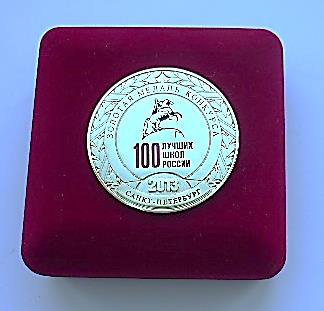 ЗОЛОТАЯ МЕДАЛЬ КОНКУРСА
100 ЛУЧШИХ
ШКОЛ
РОССИИ
2013
САНКТ-ПЕТЕРБУРГ